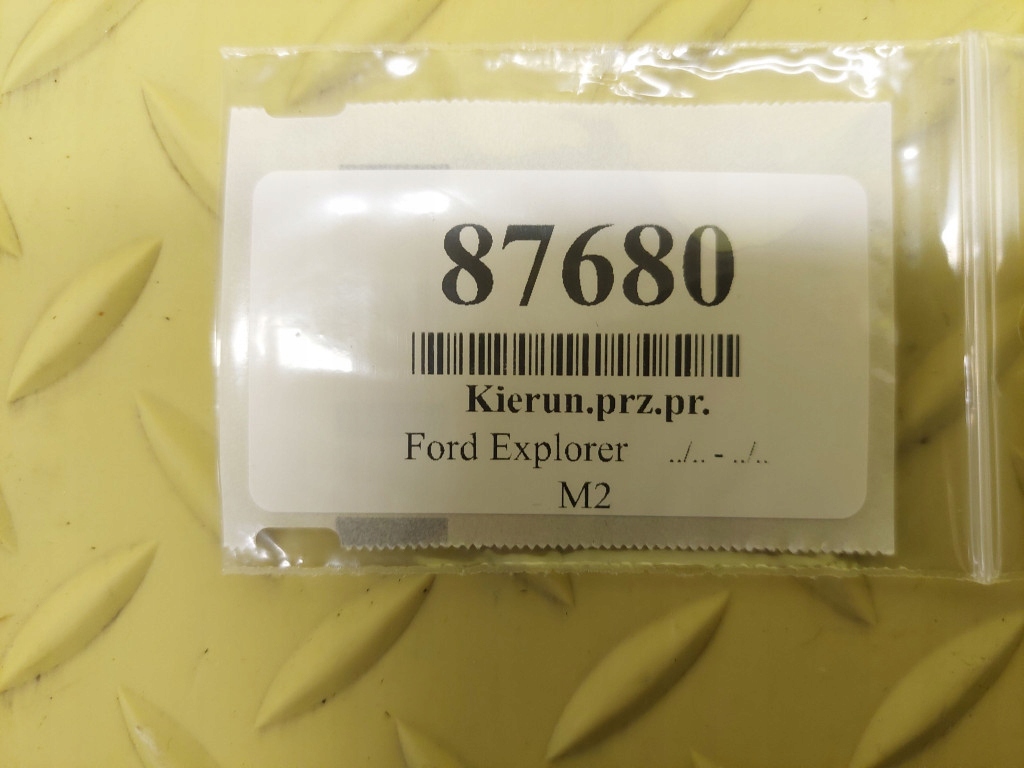 87680
Kierun.prz.pr.
Ford Explorer ../.. - ../..
M2